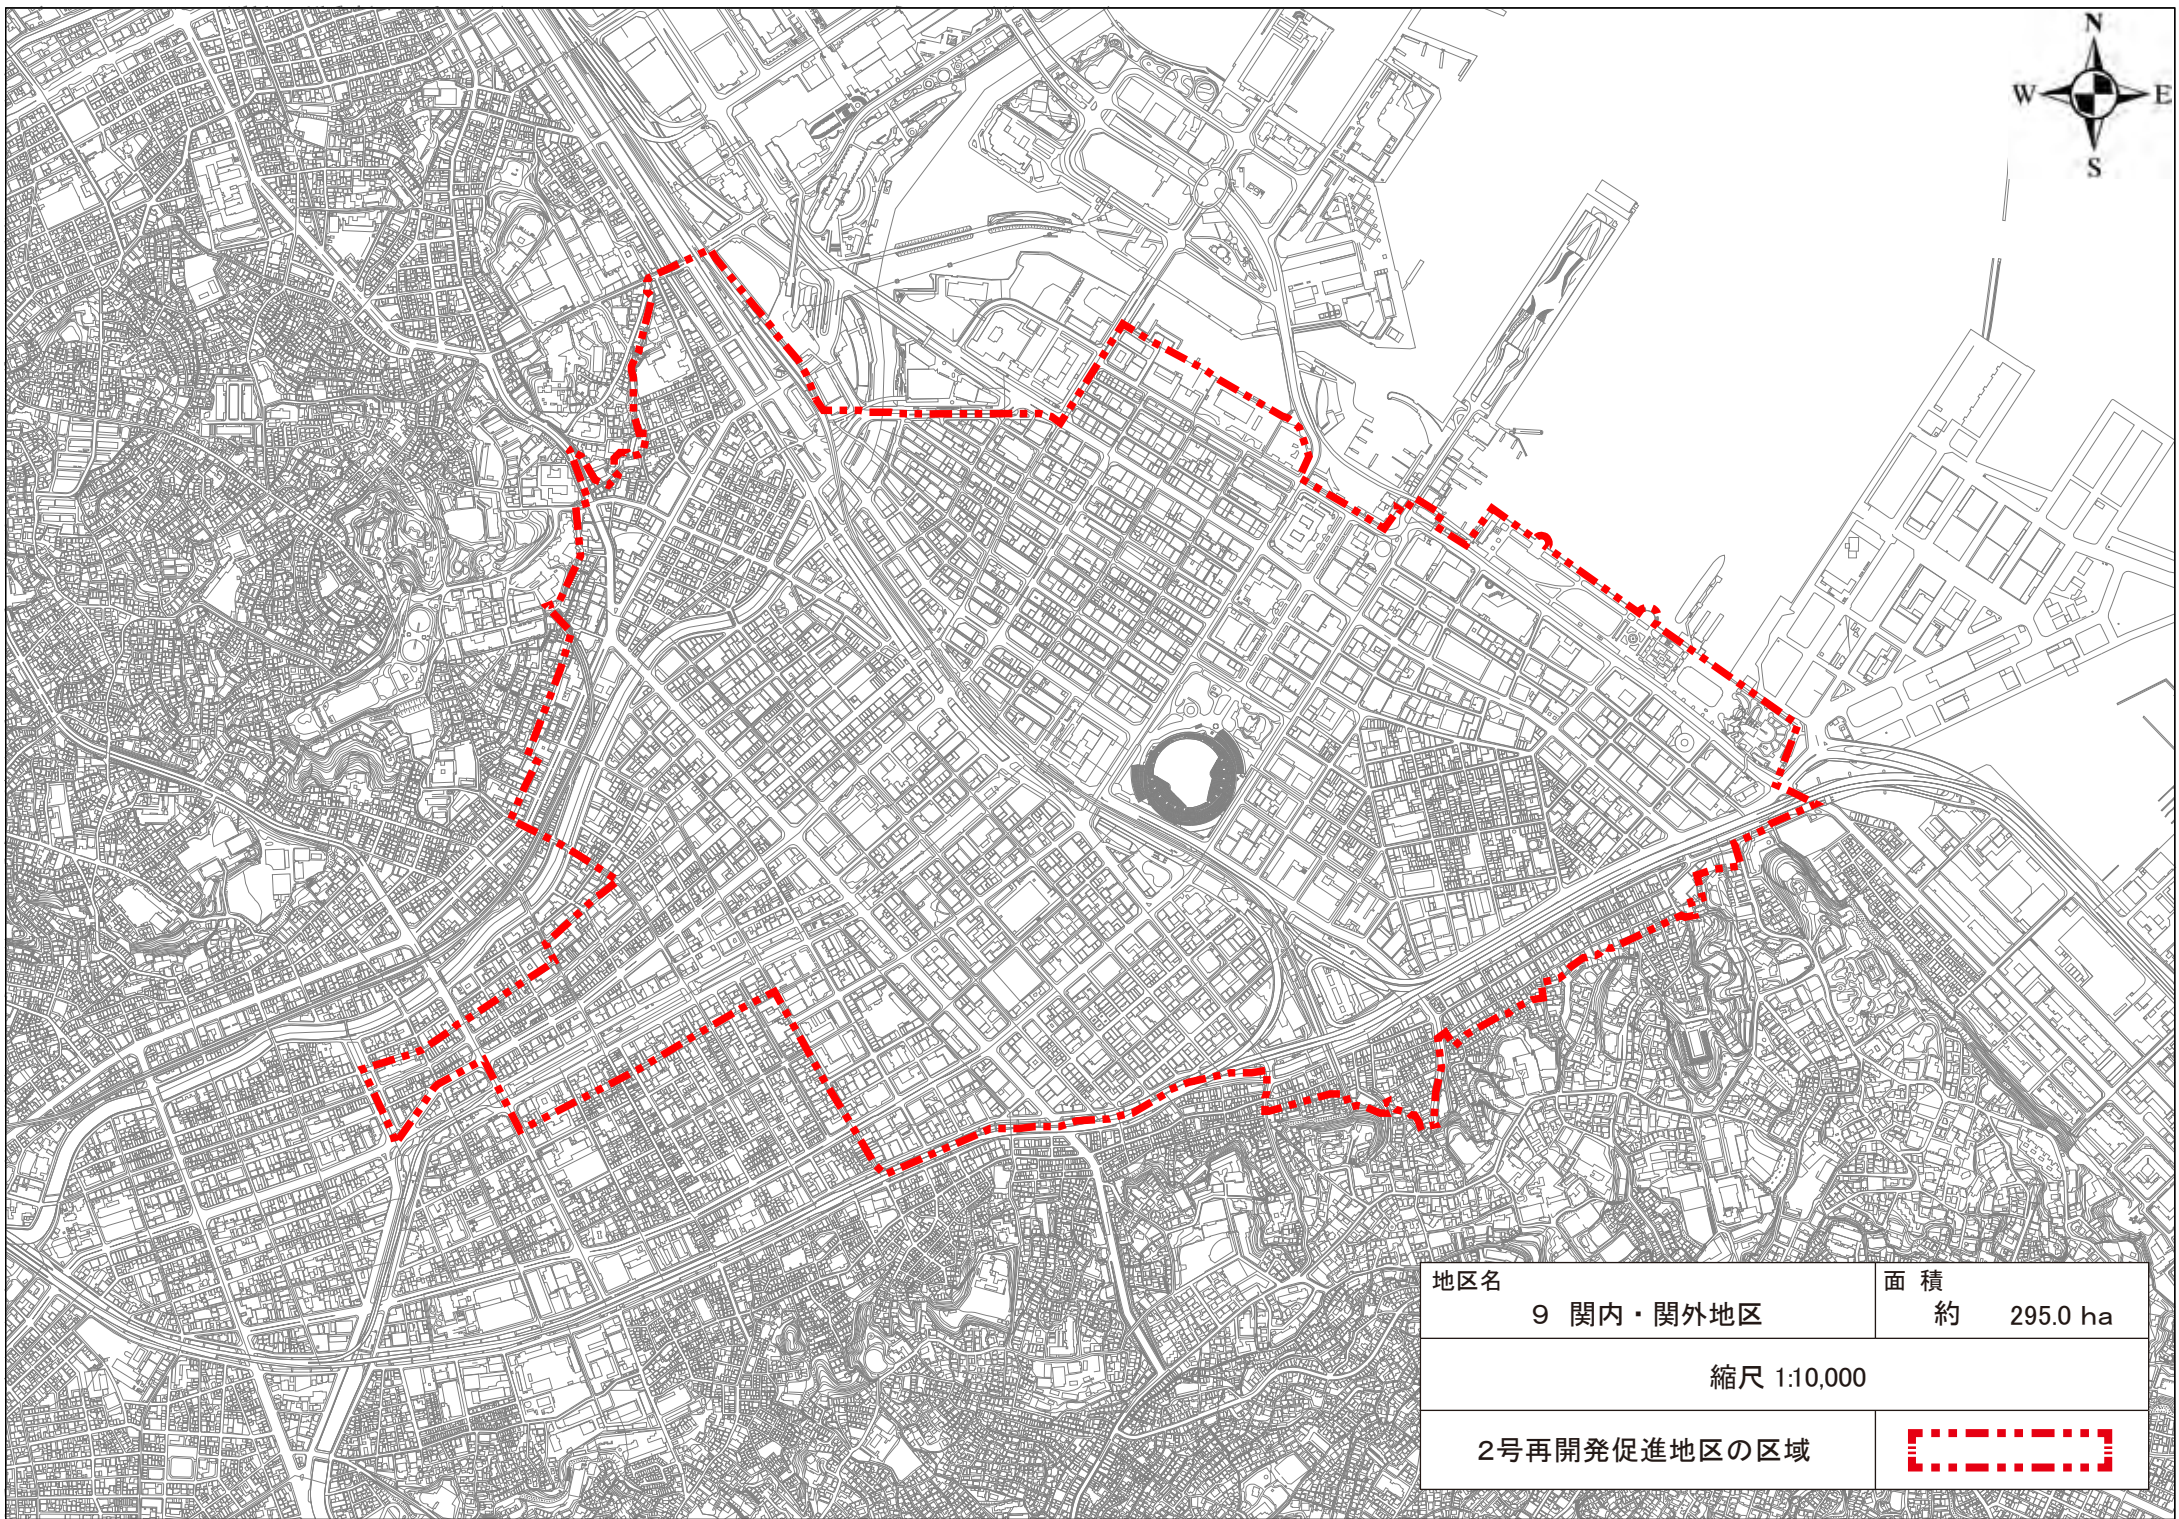 N
W E
S
地区名
9 関内・関外地区
面 積
約 295.0 ha
縮尺 1:10,000
2号再開発促進地区の区域